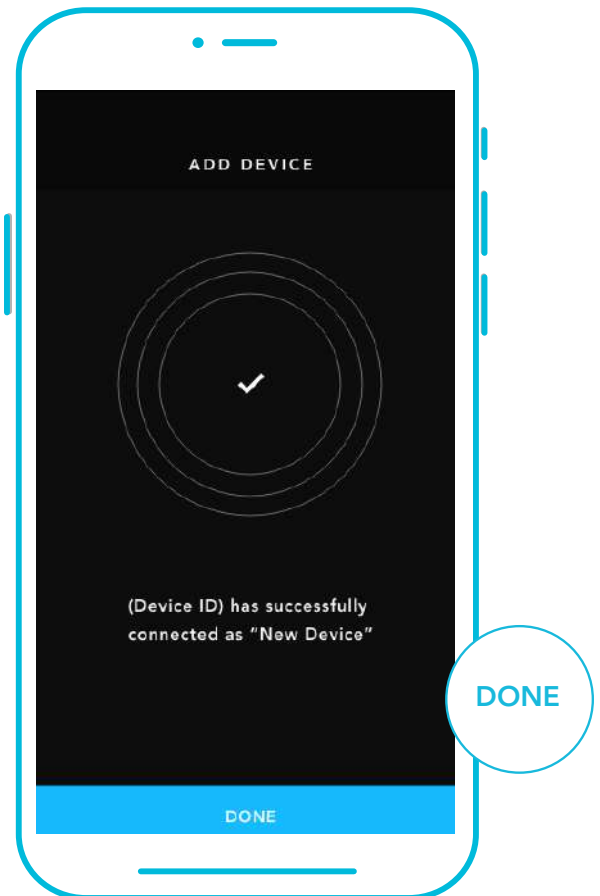 ADD DEVICE
(Device ID) has successfully
connected as “New Device”
DONE
DONE